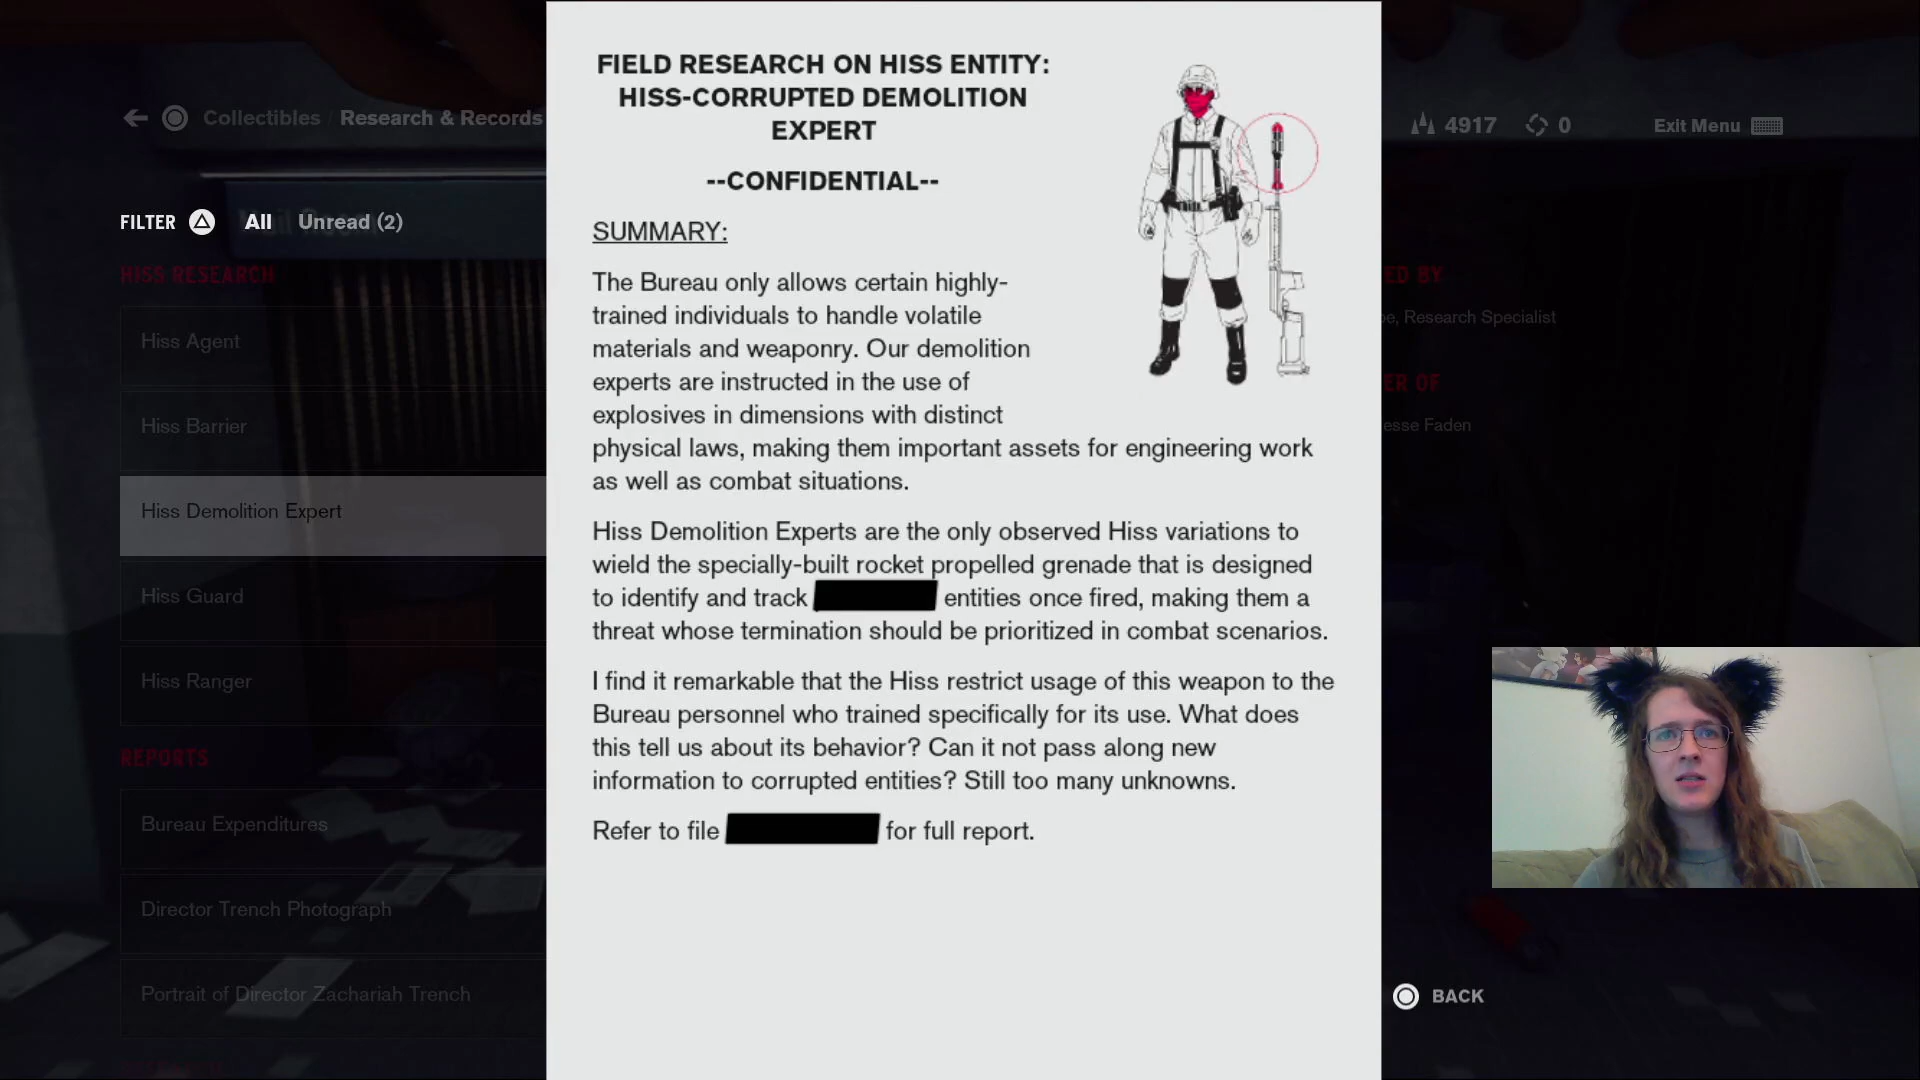 Collectibles / Research & Records
4917
0
Exit Menu
FILTER
All
Unread (2)
HISS RESEARCH
Hiss Agent
Hiss Barrier
Hiss Demolition Expert
Hiss Guard
Hiss Ranger
REPORTS
Bureau Expenditures
Director Trench Photograph
Portrait of Director Zachariah Trench
FIELD RESEARCH ON HISS ENTITY:
HISS-CORRUPTED DEMOLITION
EXPERT
--CONFIDENTIAL--
SUMMARY:
The Bureau only allows certain highly-
trained individuals to handle volatile
materials and weaponry. Our demolition
experts are instructed in the use of
explosives in dimensions with distinct
physical laws, making them important assets for engineering work
as well as combat situations.
Hiss Demolition Experts are the only observed Hiss variations to
wield the specially-built rocket propelled grenade that is designed
to identify and track entities once fired, making them a
threat whose termination should be prioritized in combat scenarios.
I find it remarkable that the Hiss restrict usage of this weapon to the
Bureau personnel who trained specifically for its use. What does
this tell us about its behavior? Can it not pass along new
information to corrupted entities? Still too many unknowns.
Refer to file for full report.
ED BY
pe, Research Specialist
ER OF
esse Faden
BACK